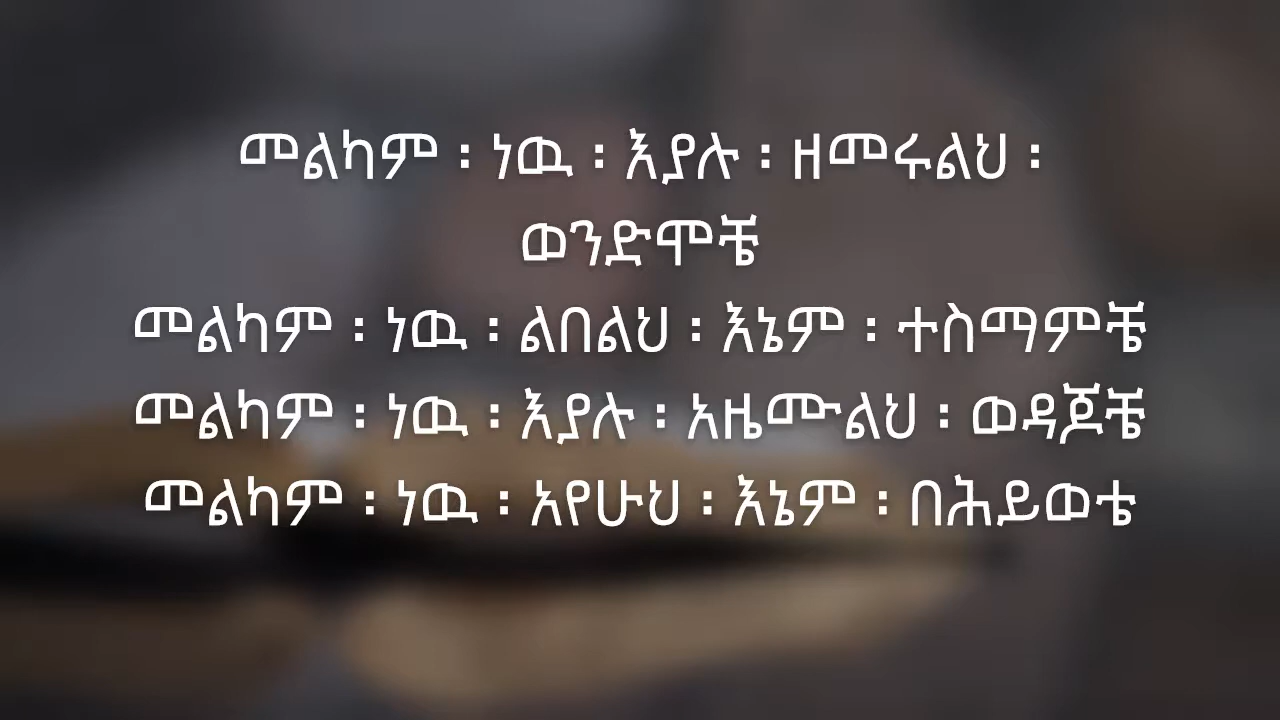 መልካም ፡ ነዉ ፡ እያሉ ፡ ዘመሩልህ ፡
ወንድሞቼ
መልካም ፡ ነዉ ፡ ልበልህ ፡ እኔም ፡ ተስማምቼ
መልካም ፡ ነዉ ፡ እያሉ ፡ አዜሙልህ ፡ ወዳጆቼ
መልካም ፡ ነዉ ፡ አየሁህ ፡ እኔም ፡ በሕይወቴ